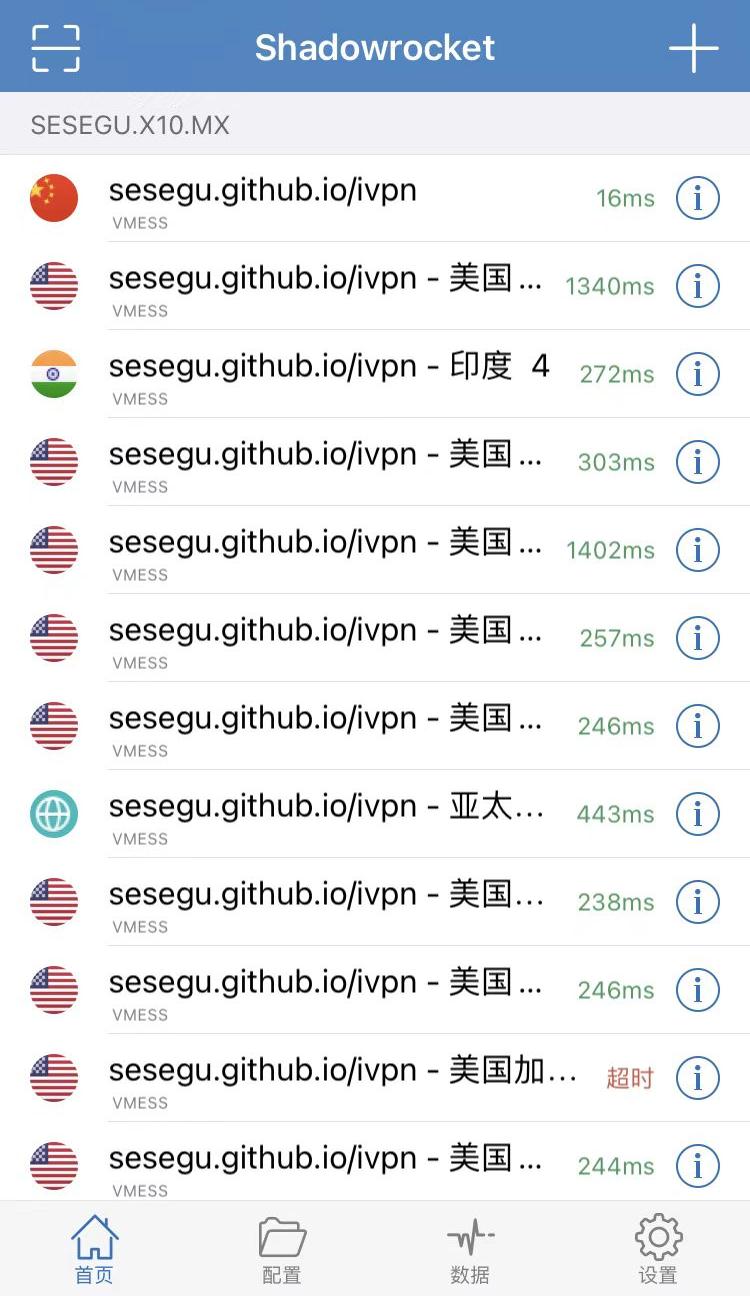 Shadowrocket
SESEGU.X10.MX
sesegu.github.io/ivpn
16ms
VMESS
sesegu.github.io/ivpn - 美国 ...
1340ms
VMESS
sesegu.github.io/ivpn - 印度 4
272ms
VMESS
sesegu.github.io/ivpn - 美国 ...
303ms
VMESS
sesegu.github.io/ivpn - 美国 ...
1402ms
VMESS
sesegu.github.io/ivpn - 美国 ...
257ms
VMESS
sesegu.github.io/ivpn - 美国 ...
246ms
VMESS
sesegu.github.io/ivpn - 亚太...
443ms
VMESS
sesegu.github.io/ivpn - 美国...
238ms
VMESS
sesegu.github.io/ivpn - 美国 ...
246ms
VMESS
sesegu.github.io/ivpn - 美国加...
超时
VMESS
sesegu.github.io/ivpn - 美国 ...
244ms
VMESS
首页
配置
数据
设置